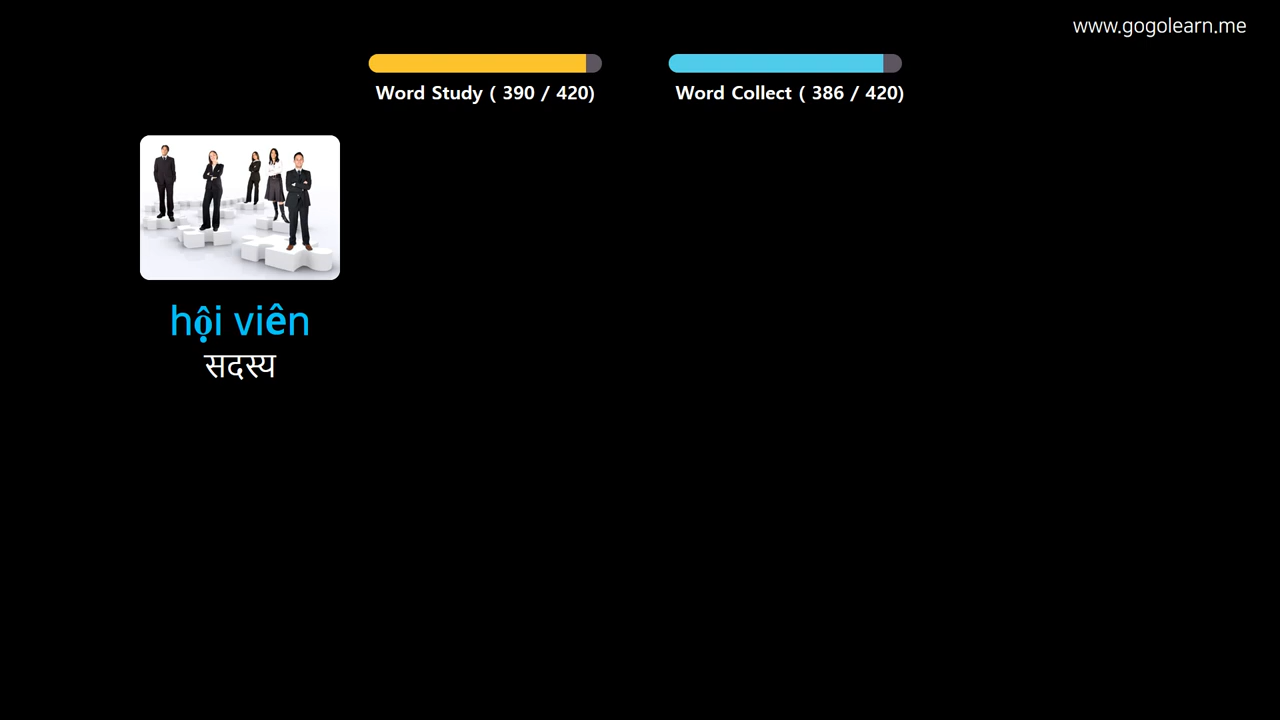 www.gogolearn.me
Word Study ( 390 / 420)
Word Collect ( 386 / 420)
hội viên
सदस्य